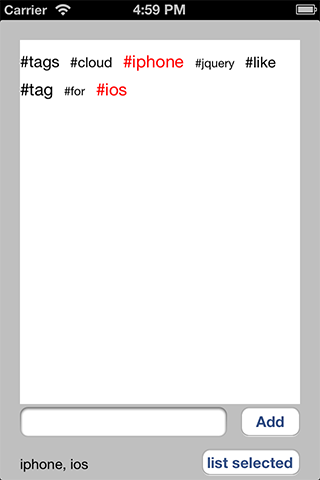 Carrier 4:59 PM
#tags #cloud #iphone #jquery #like
#tag #for #ios
Add
iphone, ios list selected